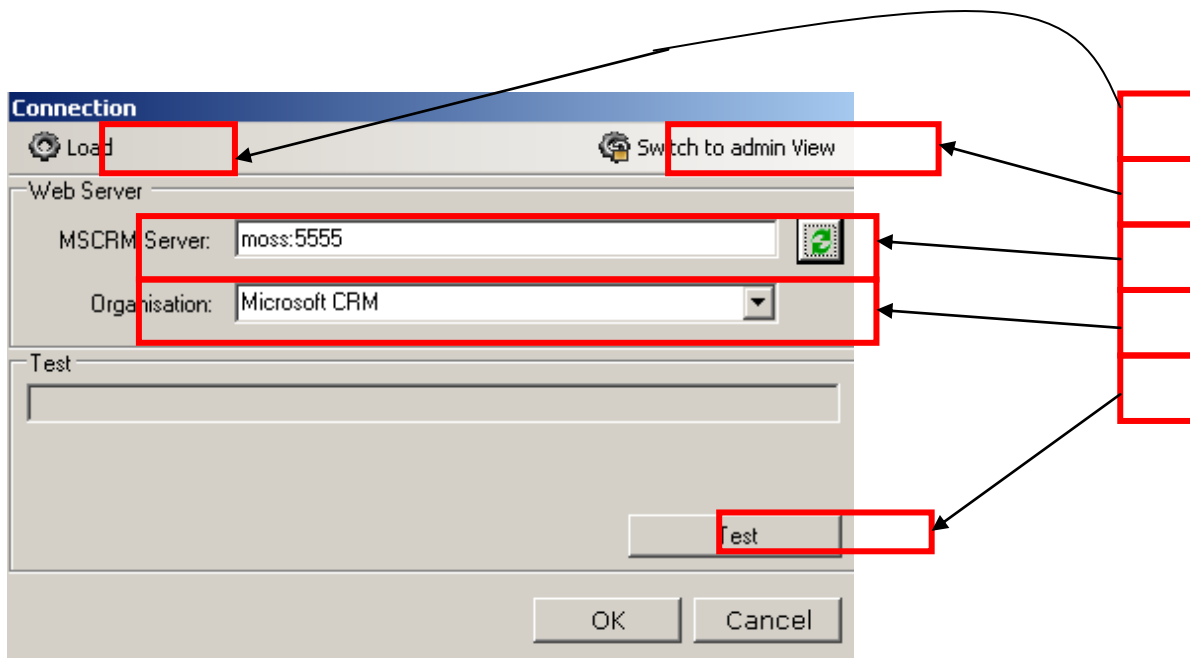 Connection
Load Switch to admin View
Web Server
MSCRM Server: moss:5555
Organisation: Microsoft CRM
Test
Test
OK Cancel